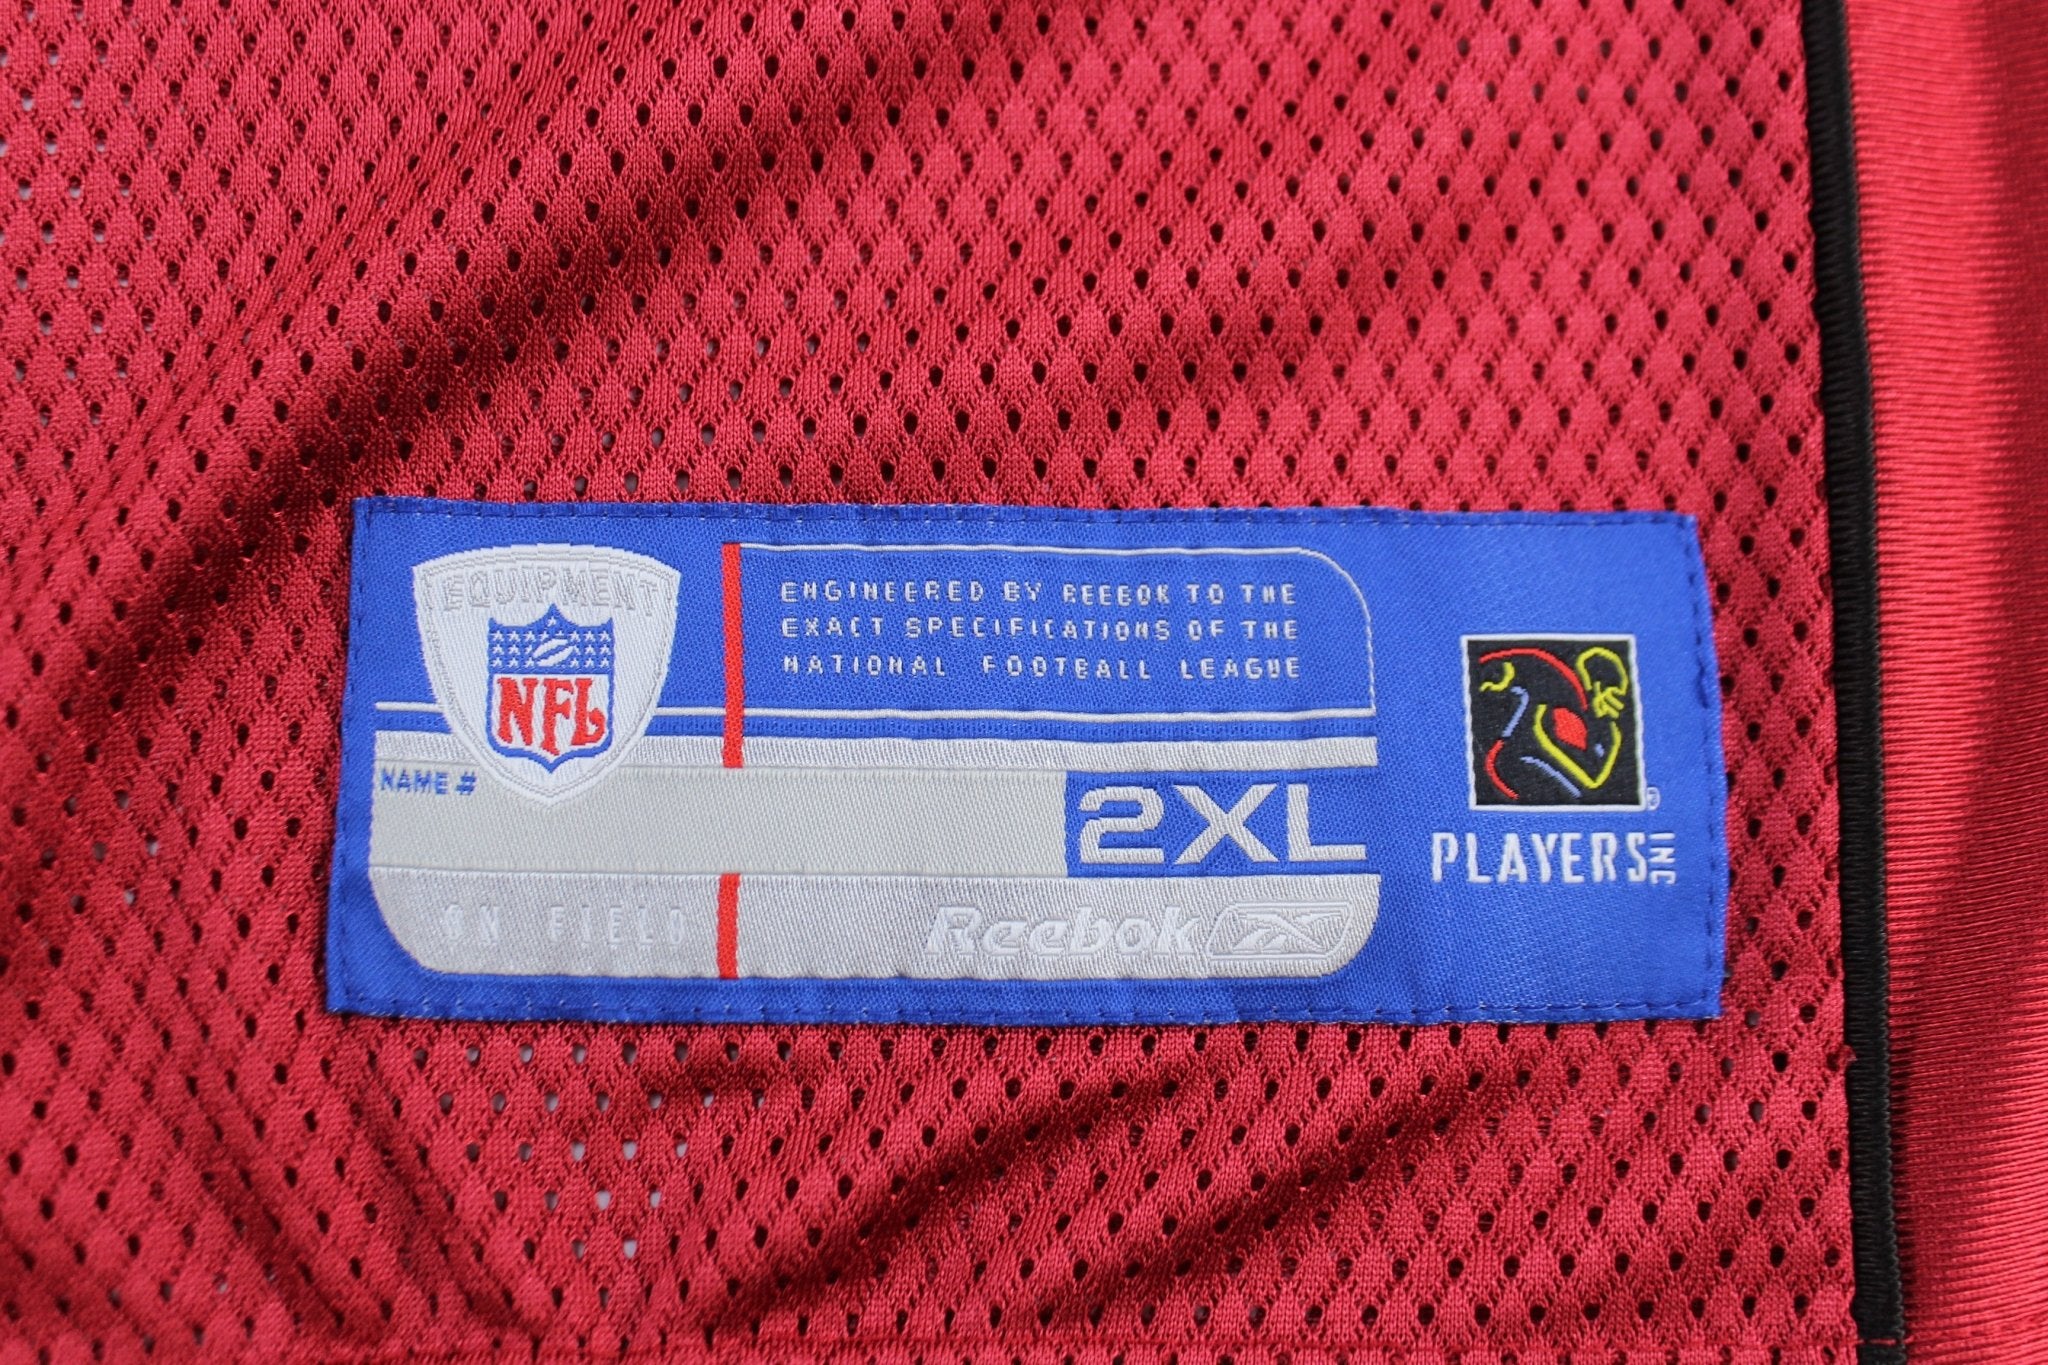 EQUIPMENT
NFL
ENGINEERED BY REEBOK TO THE
EXACT SPECIFICATIONS OF THE
NATIONAL FOOTBALL LEAGUE
NAME #
2XL
ON FIELD
Reebok
®
PLAYERS INC